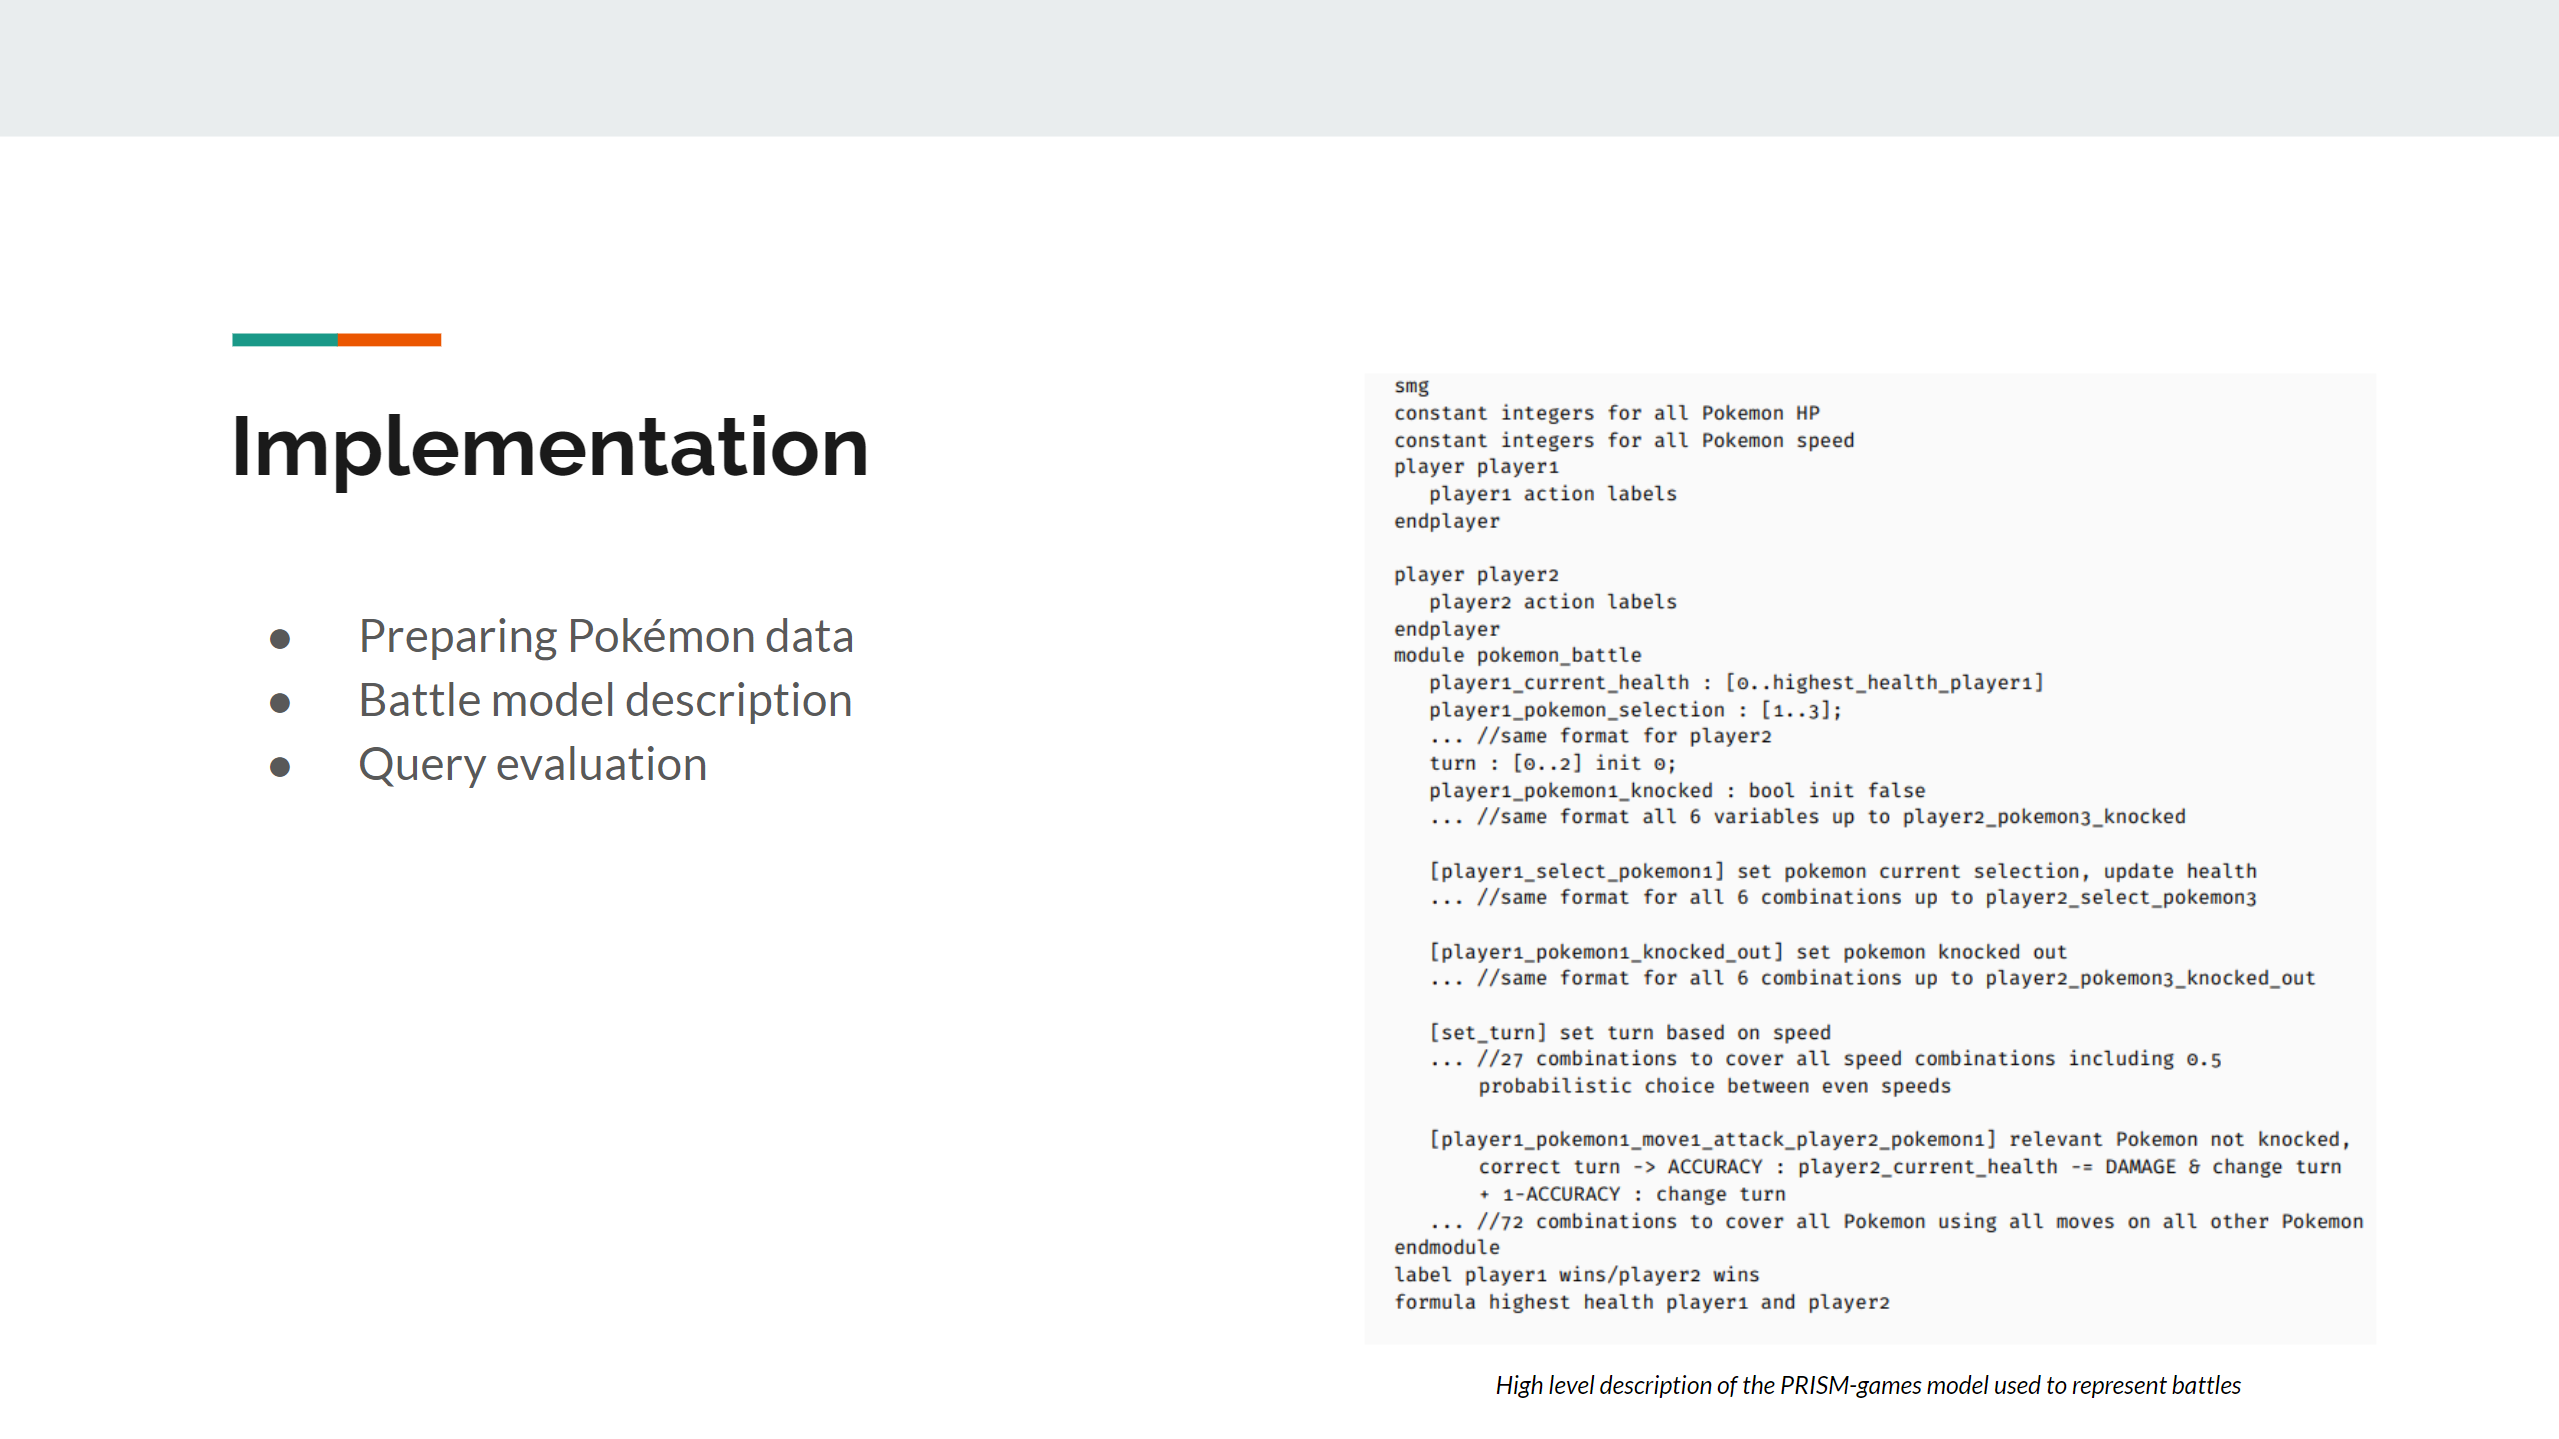 Implementation
● Preparing Pokémon data
● Battle model description
● Query evaluation
smg
constant integers for all Pokemon HP
constant integers for all Pokemon speed
player player1
player1 action labels
endplayer
player player2
player2 action labels
endplayer
module pokemon_battle
player1_current_health : [0..highest_health_player1]
player1_pokemon_selection : [1..3];
... //same format for player2
turn : [0..2] init 0;
player1_pokemon1_knocked : bool init false
... //same format all 6 variables up to player2_pokemon3_knocked
[player1_select_pokemon1] set pokemon current selection, update health
... //same format for all 6 combinations up to player2_select_pokemon3
[player1_pokemon1_knocked_out] set pokemon knocked out
... //same format for all 6 combinations up to player2_pokemon3_knocked_out
[set_turn] set turn based on speed
... //27 combinations to cover all speed combinations including 0.5
probabilistic choice between even speeds
[player1_pokemon1_move1_attack_player2_pokemon1] relevant Pokemon not knocked,
correct turn -> ACCURACY : player2_current_health -= DAMAGE & change turn
+ 1-ACCURACY : change turn
... //72 combinations to cover all Pokemon using all moves on all other Pokemon
endmodule
label player1 wins/player2 wins
formula highest health player1 and player2
High level description of the PRISM-games model used to represent battles